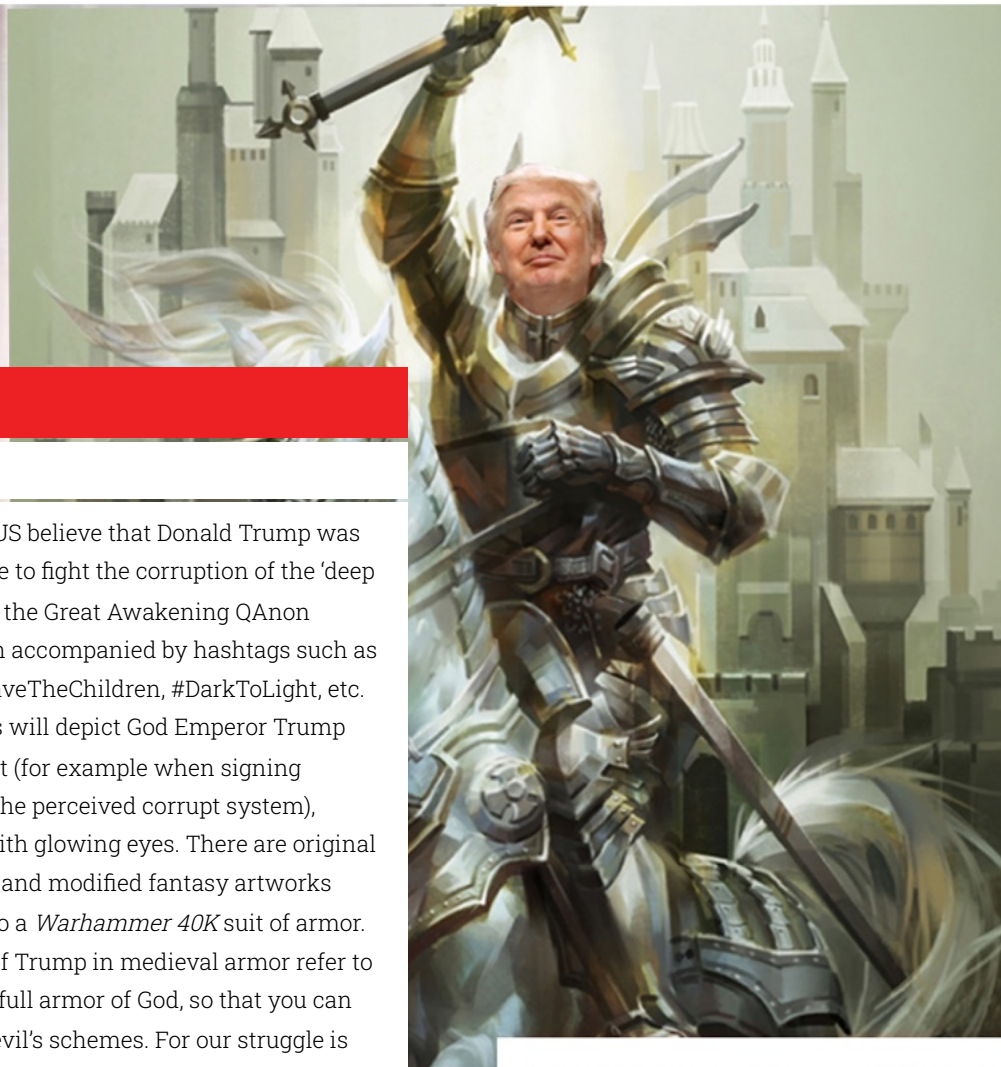 US believe that Donald Trump was
to fight the corruption of the ‘deep
the Great Awakening QAnon
accompanied by hashtags such as
#DarkToLight, etc.
will depict God Emperor Trump
(for example when signing
the perceived corrupt system),
with glowing eyes. There are original
and modified fantasy artworks
a Warhammer 40K suit of armor.
of Trump in medieval armor refer to
full armor of God, so that you can
schemes. For our struggle is